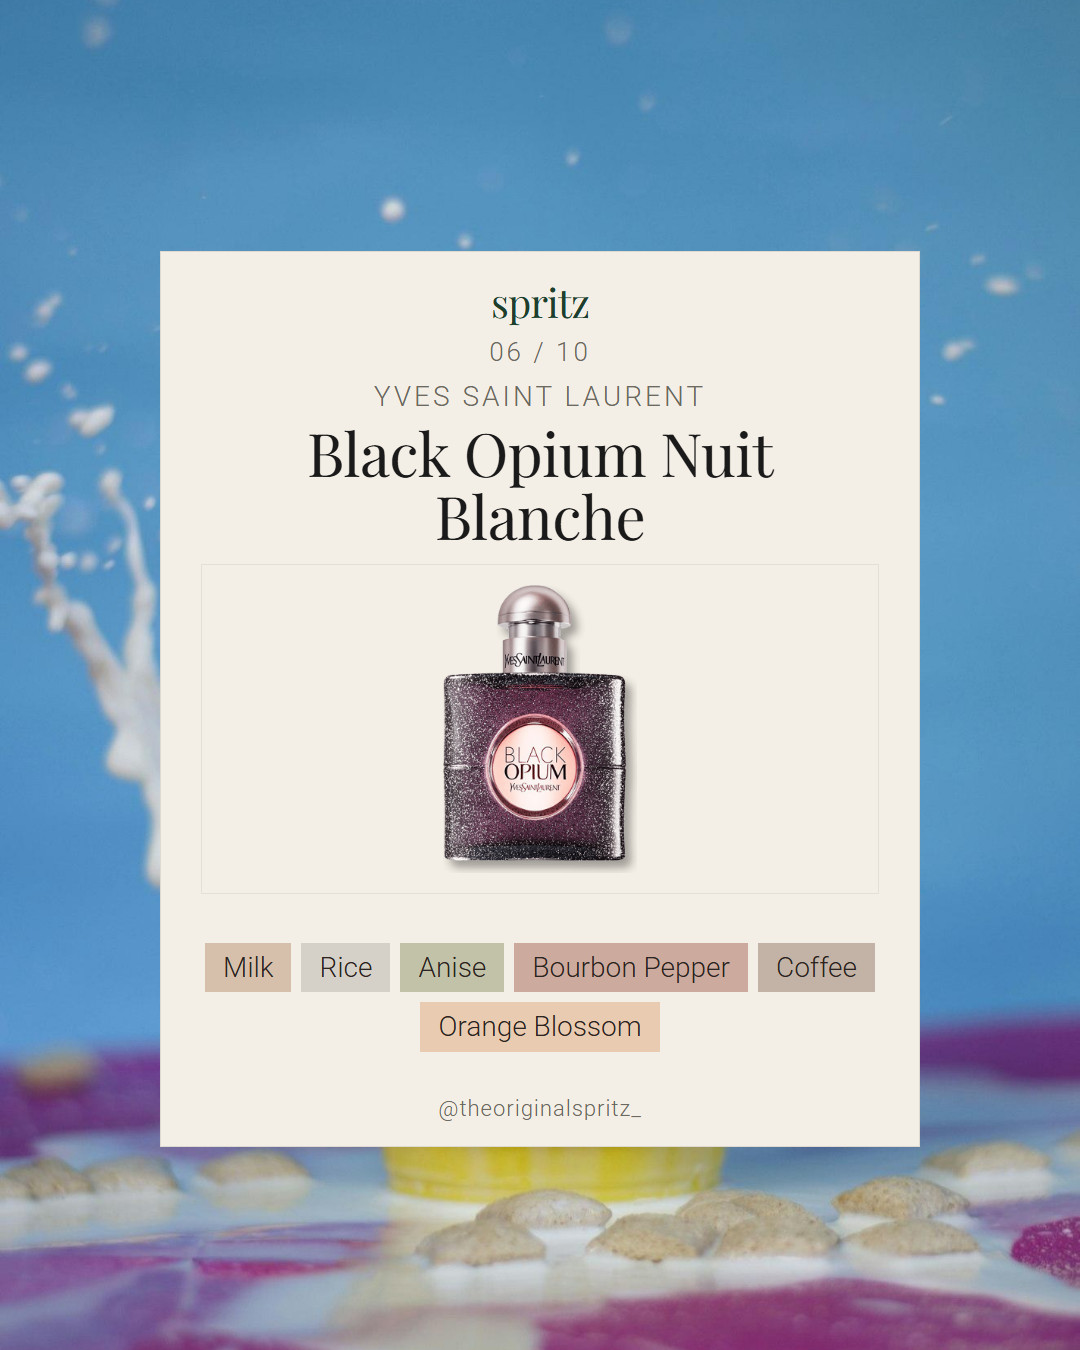 spritz
06 / 10
YVES SAINT LAURENT
Black Opium Nuit
Blanche
YVESSAINTLAURENT
BLACK
OPIUM
YVESSAINTLAURENT
Milk Rice Anise Bourbon Pepper Coffee
Orange Blossom
@theoriginalspritz_